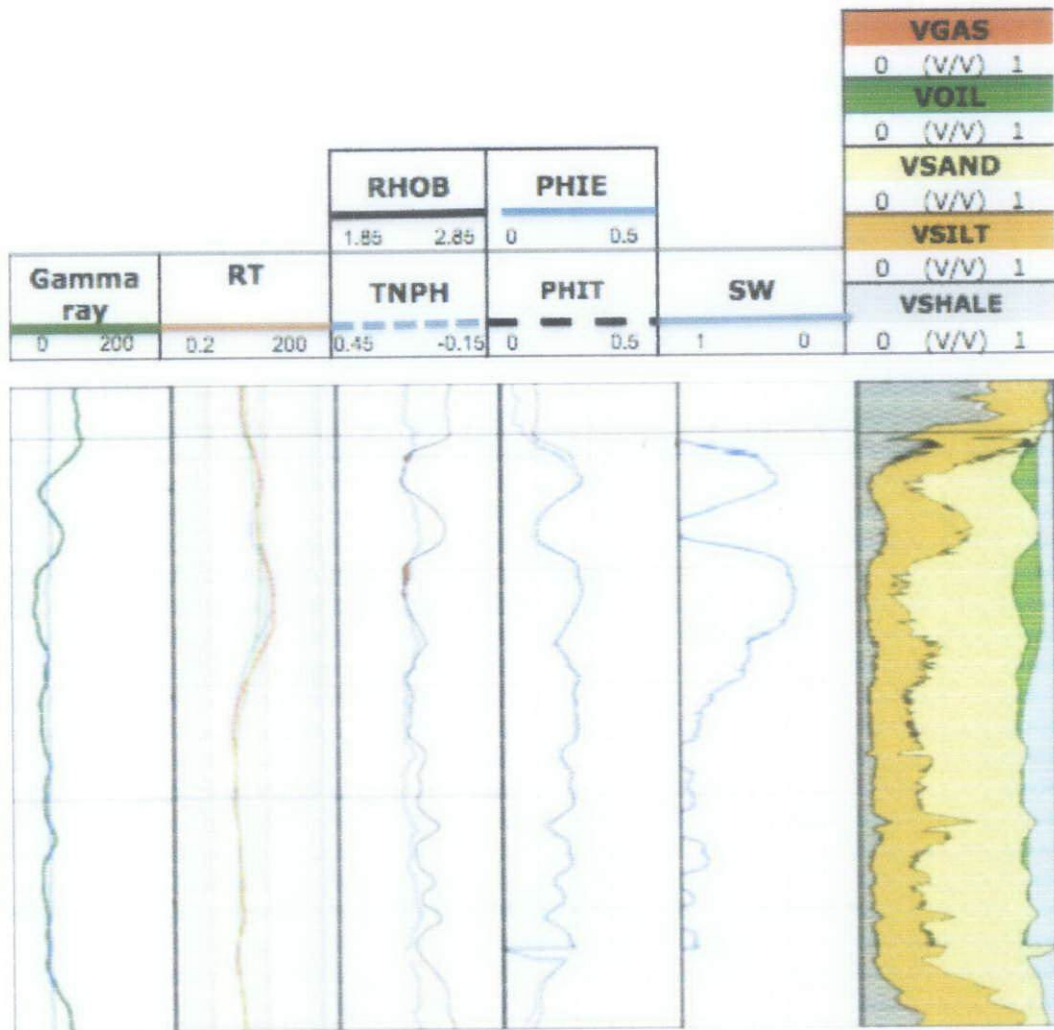 VGAS
0 (V/V) 1
VOIL
0 (V/V) 1
VSAND
0 (V/V) 1
VSILT
0 (V/V) 1
VSHALE
0 (V/V) 1
RHOB
1.85 2.85
PHIE
0 0.5
Gamma
ray
0 200
RT
0.2 200
TNPH
0.45 -0.15
PHIT
0 0.5
SW
1 0